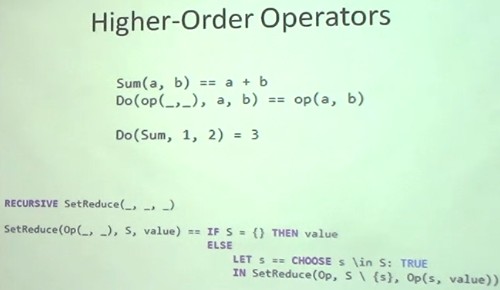 Higher-Order Operators
Sum(a, b) == a + b
Do(op(_,_), a, b) == op(a, b)
Do(Sum, 1, 2) = 3
RECURSIVE SetReduce(_, _, _)
SetReduce(Op(_, _), S, value) == IF S = {} THEN value
ELSE
LET s == CHOOSE s \in S: TRUE
IN SetReduce(Op, S \ {s}, Op(s, value))